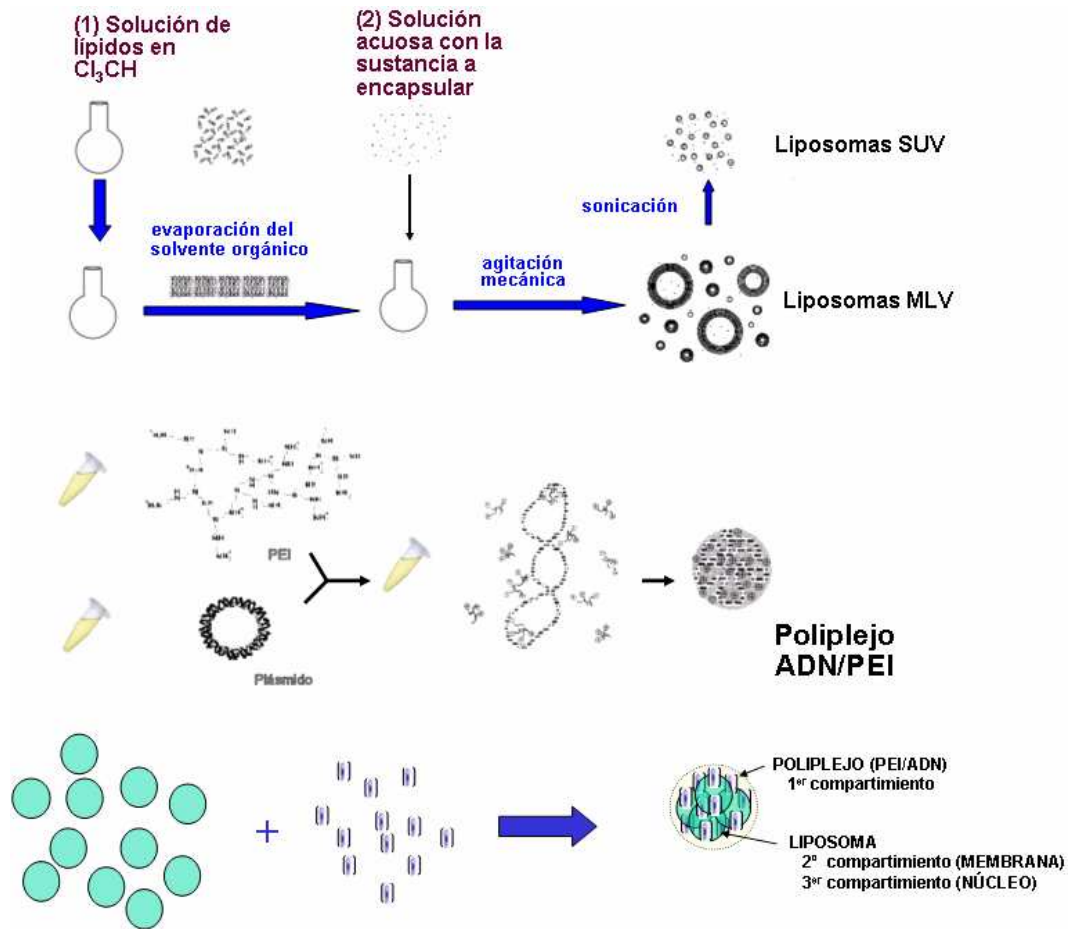 (1) Solución de
lípidos en
Cl₃CH
(2) Solución
acuosa con la
sustancia a
encapsular
Liposomas SUV
sonicación
evaporación del
solvente orgánico
agitación
mecánica
Liposomas MLV
PEI
Plásmido
Poliplejo
ADN/PEI
+
POLIPLEJO (PEI/ADN)
1er compartimiento
LIPOSOMA
2º compartimiento (MEMBRANA)
3er compartimiento (NÚCLEO)